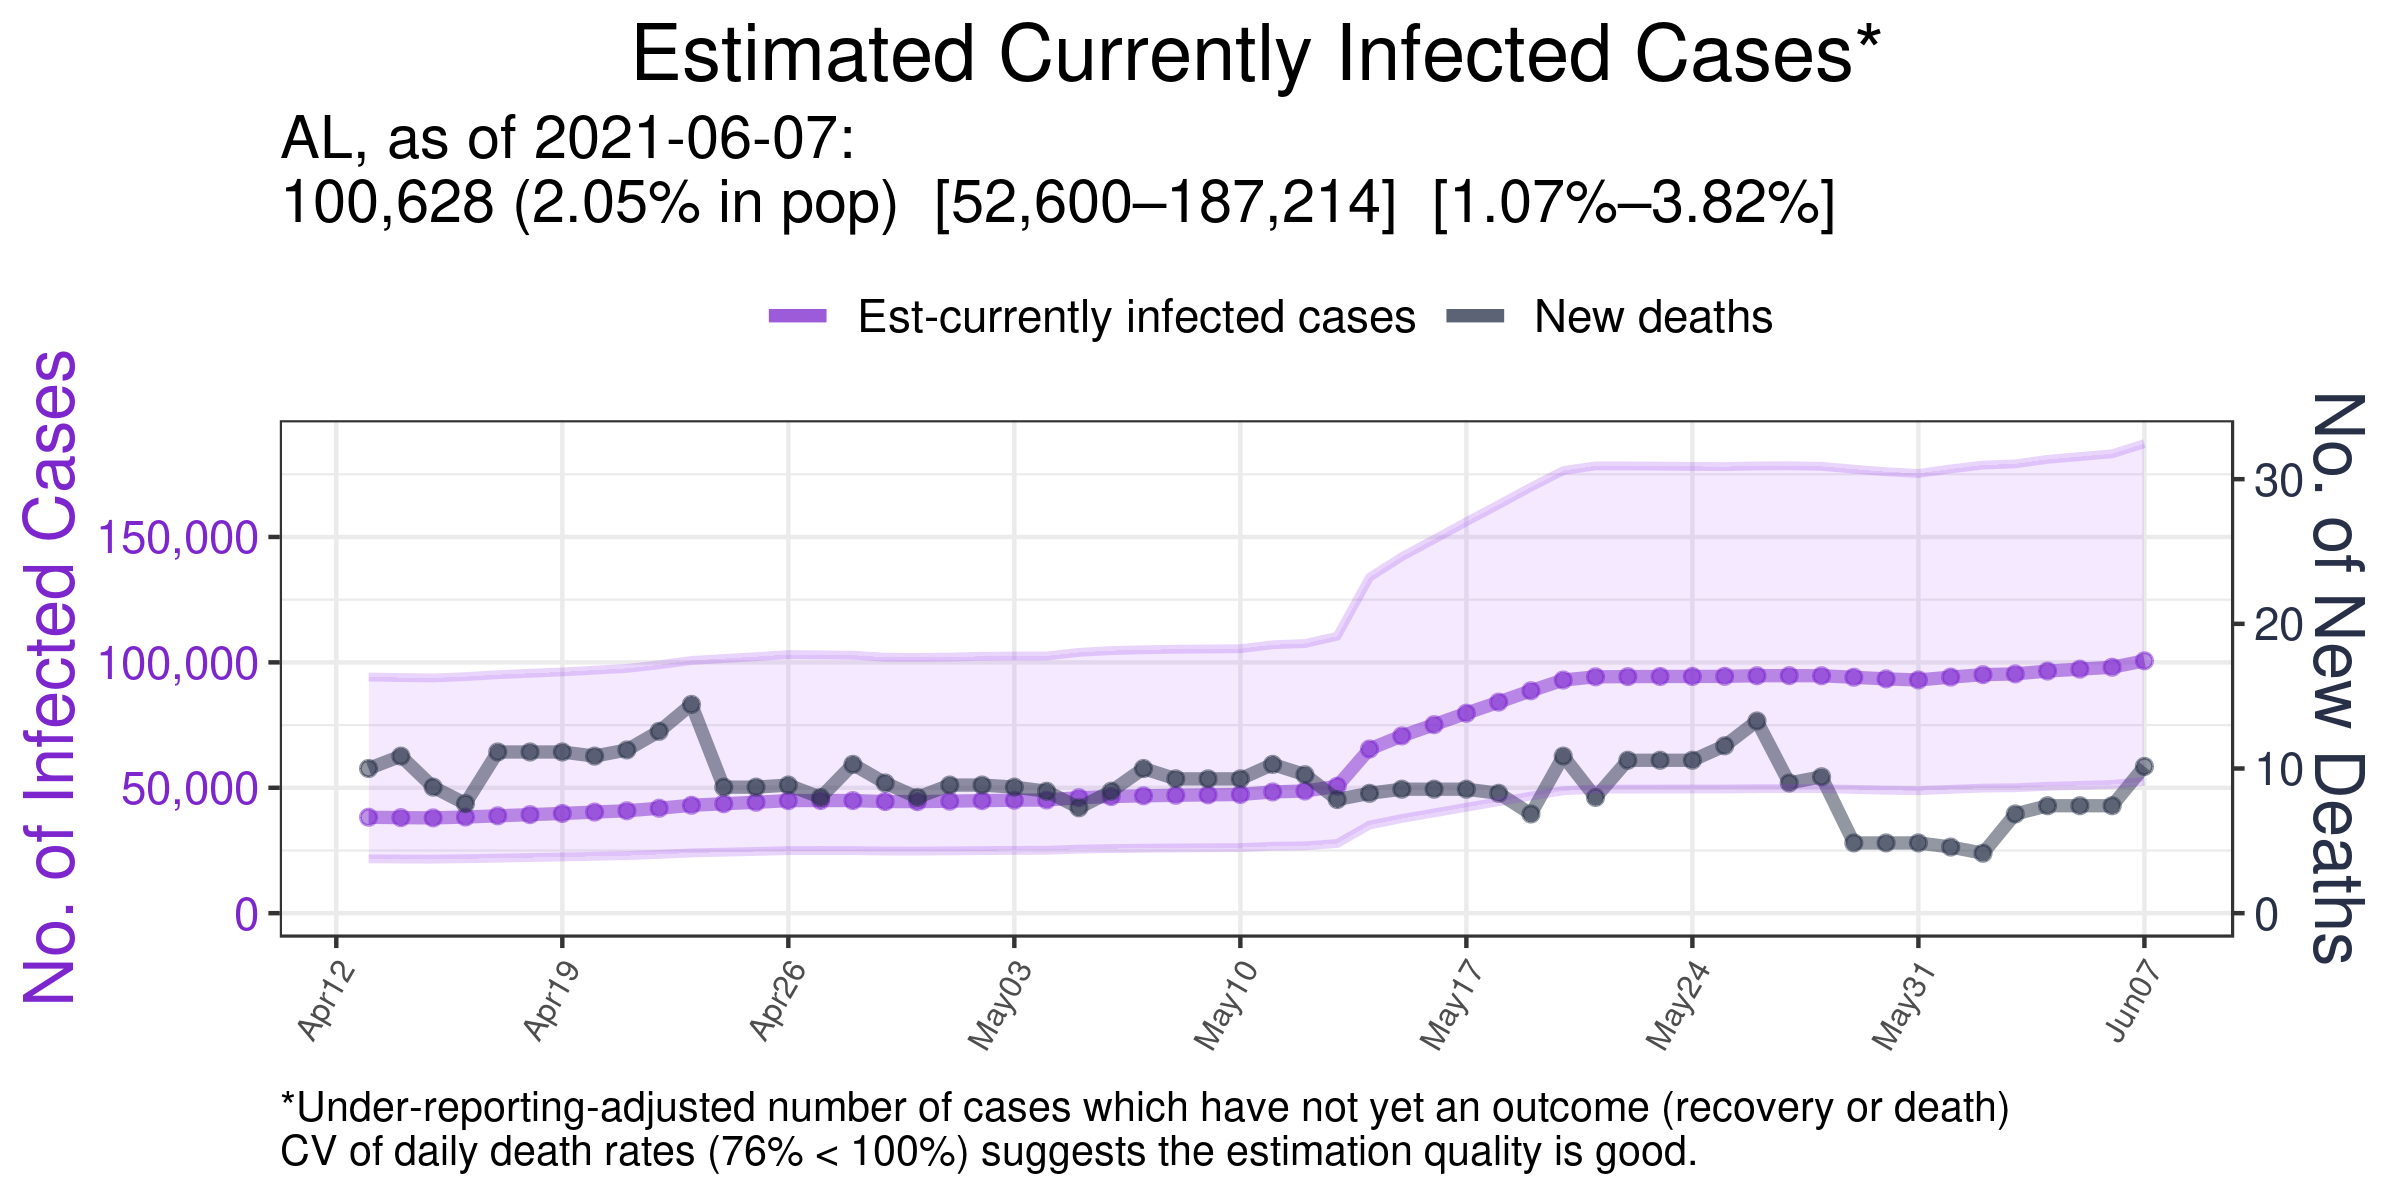 Estimated Currently Infected Cases*
AL, as of 2021-06-07:
100,628 (2.05% in pop)  [52,600–187,214]  [1.07%–3.82%]
Est-currently infected cases
New deaths
No. of Infected Cases
150,000
100,000
50,000
0
30
20
10
0
No. of New Deaths
Apr12
Apr19
Apr26
May03
May10
May17
May24
May31
Jun07
*Under-reporting-adjusted number of cases which have not yet an outcome (recovery or death)
CV of daily death rates (76% < 100%) suggests the estimation quality is good.